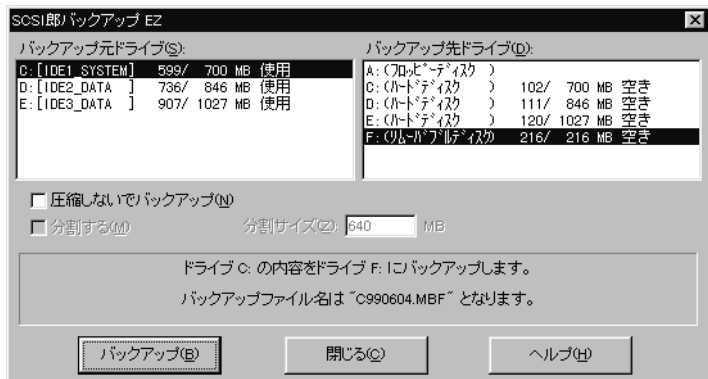 SCSI郎バックアップ EZ
バックアップ元ドライブ(S):
C:[IDE1_SYSTEM] 599/ 700 MB 使用
D:[IDE2_DATA ] 736/ 846 MB 使用
E:[IDE3_DATA ] 907/ 1027 MB 使用
バックアップ先ドライブ(D):
A:(フロッピーディスク )
C:(ハードディスク ) 102/ 700 MB 空き
D:(ハードディスク ) 111/ 846 MB 空き
E:(ハードディスク ) 120/ 1027 MB 空き
F:(リムーバブルディスク) 216/ 216 MB 空き
圧縮しないでバックアップ(N)
分割する(M) 分割サイズ(Z): 640 MB
ドライブ C: の内容をドライブ F: にバックアップします。
バックアップファイル名は "C990604.MBF" となります。
バックアップ(B) 閉じる(C) ヘルプ(H)